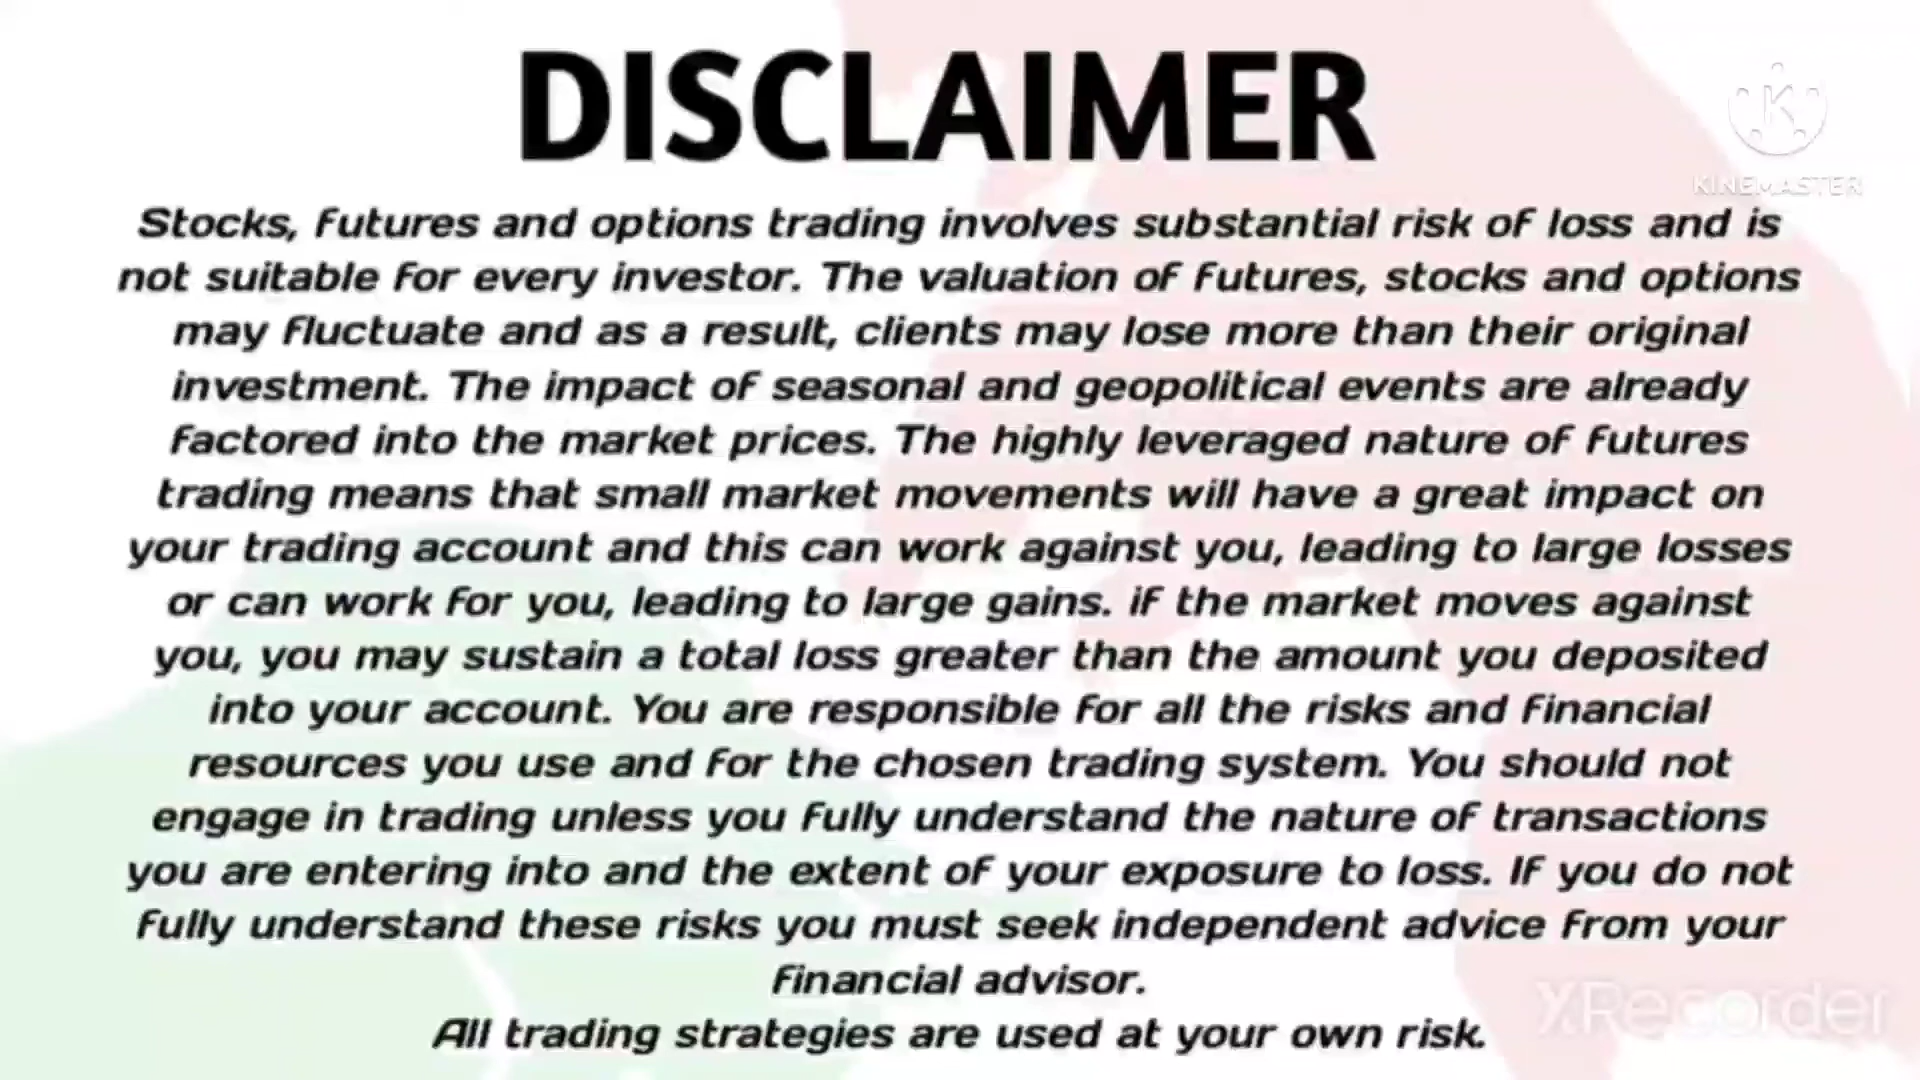 DISCLAIMER
KINEMASTER
Stocks, futures and options trading involves substantial risk of loss and is
not suitable for every investor. The valuation of futures, stocks and options
may fluctuate and as a result, clients may lose more than their original
investment. The impact of seasonal and geopolitical events are already
factored into the market prices. The highly leveraged nature of futures
trading means that small market movements will have a great impact on
your trading account and this can work against you, leading to large losses
or can work for you, leading to large gains. if the market moves against
you, you may sustain a total loss greater than the amount you deposited
into your account. You are responsible for all the risks and financial
resources you use and for the chosen trading system. You should not
engage in trading unless you fully understand the nature of transactions
you are entering into and the extent of your exposure to loss. If you do not
fully understand these risks you must seek independent advice from your
financial advisor.
All trading strategies are used at your own risk.
XRecorder